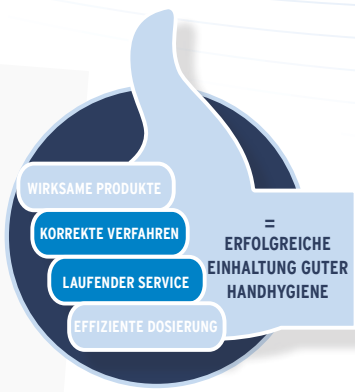 WIRKSAME PRODUKTE
KORREKTE VERFAHREN
LAUFENDER SERVICE
EFFIZIENTE DOSIERUNG
=
ERFOLGREICHE
EINHALTUNG GUTER
HANDHYGIENE